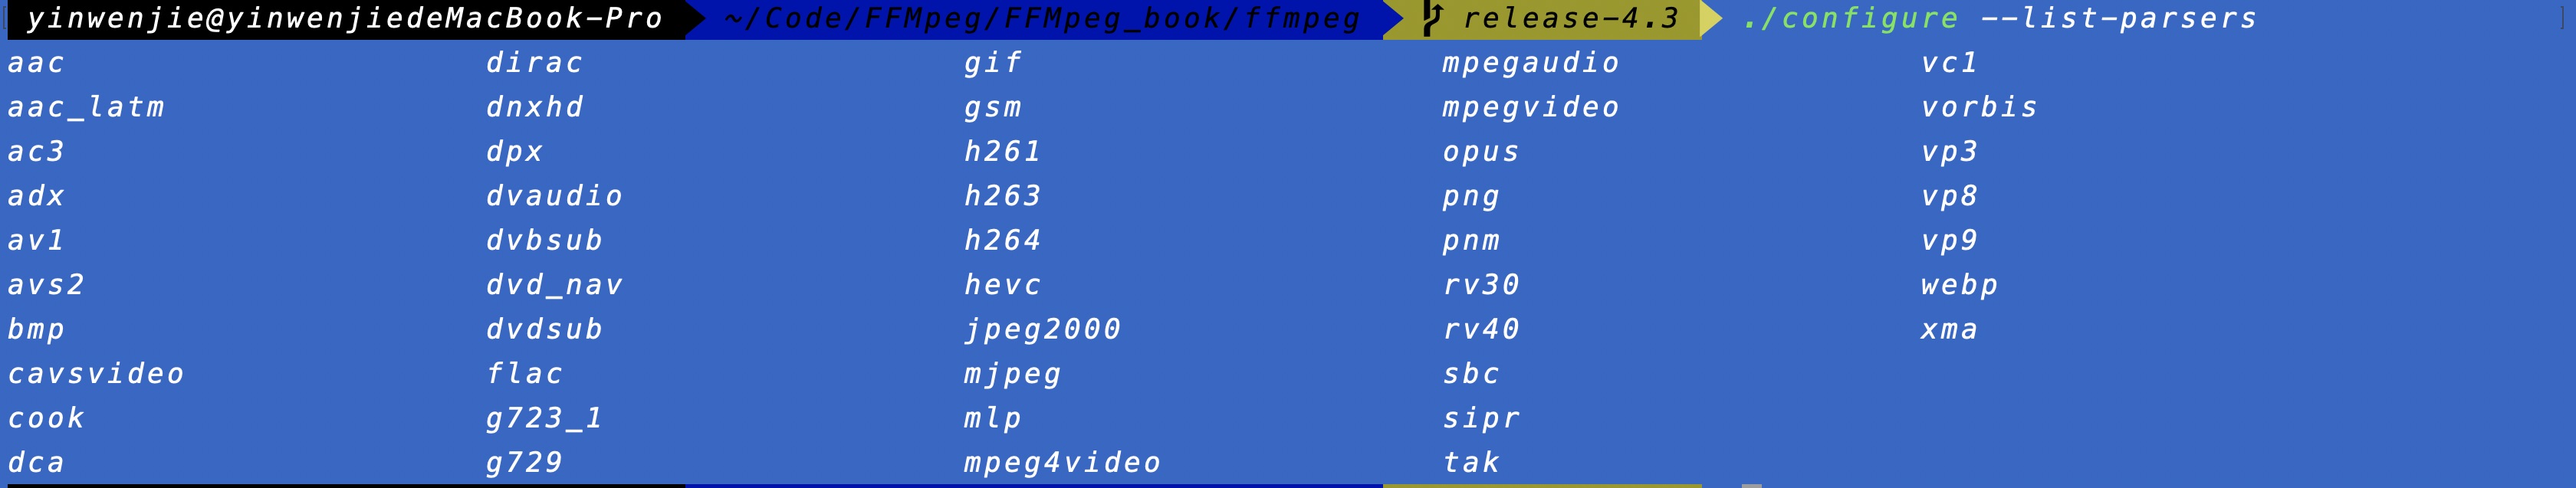 yinwenjie@yinwenjiedeMacBook-Pro ~/Code/FFMpeg/FFMpeg_book/ffmpeg release-4.3 ./configure --list-parsers
aac dirac gif mpegaudio vc1
aac_latm dnxhd gsm mpegvideo vorbis
ac3 dpx h261 opus vp3
adx dvaudio h263 png vp8
av1 dvbsub h264 pnm vp9
avs2 dvd_nav hevc rv30 webp
bmp dvdsub jpeg2000 rv40 xma
cavsvideo flac mjpeg sbc
cook g723_1 mlp sipr
dca g729 mpeg4video tak